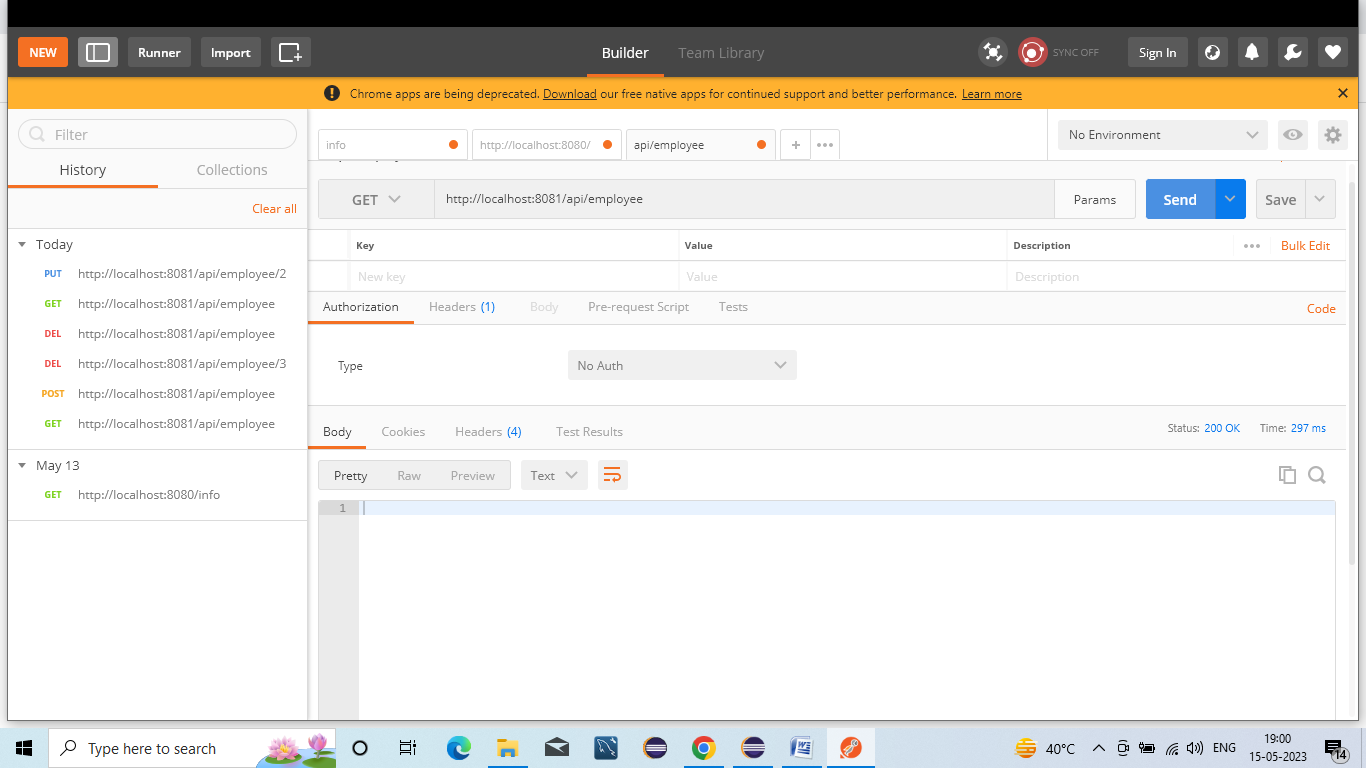 NEW Runner Import Builder Team Library SYNC OFF Sign In
! Chrome apps are being deprecated. Download our free native apps for continued support and better performance. Learn more ×
Filter
History Collections
Clear all
Today
PUT http://localhost:8081/api/employee/2
GET http://localhost:8081/api/employee
DEL http://localhost:8081/api/employee
DEL http://localhost:8081/api/employee/3
POST http://localhost:8081/api/employee
GET http://localhost:8081/api/employee
May 13
GET http://localhost:8080/info
info http://localhost:8080/ api/employee + ••• No Environment
GET http://localhost:8081/api/employee Params Send Save
Key Value Description ••• Bulk Edit
New key Value Description
Authorization Headers (1) Body Pre-request Script Tests Code
Type No Auth
Body Cookies Headers (4) Test Results Status: 200 OK Time: 297 ms
Pretty Raw Preview Text
1
Type here to search 40°C ENG 19:00
15-05-2023 14